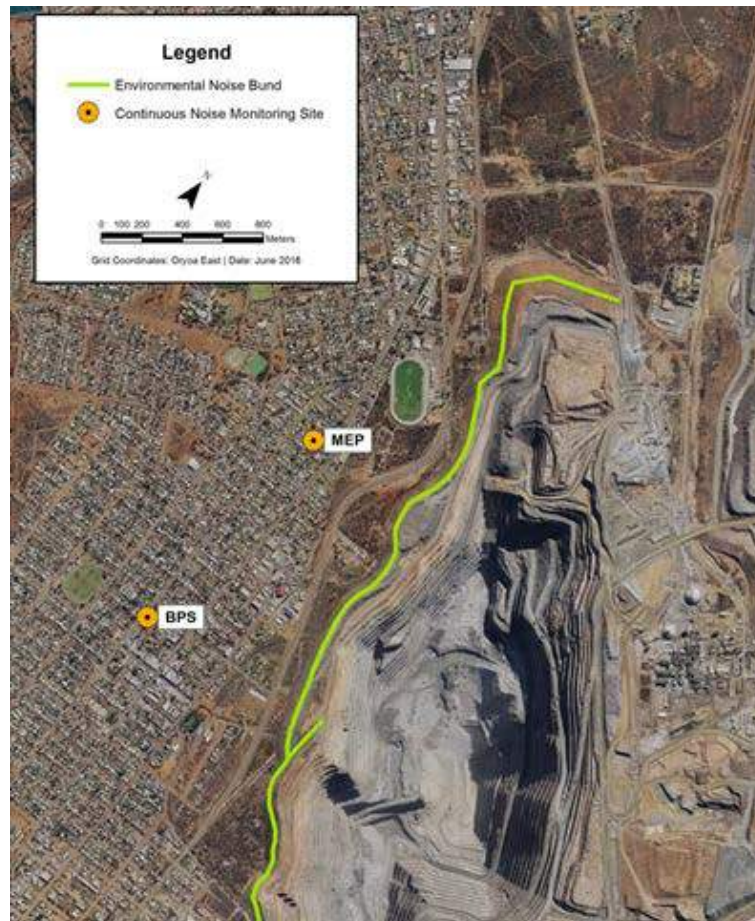 Legend
Environmental Noise Bund
Continuous Noise Monitoring Site
0 100 200 400 600 800
Meters
Grid Coordinates: Oryoa East | Date: June 2016
MEP
BPS